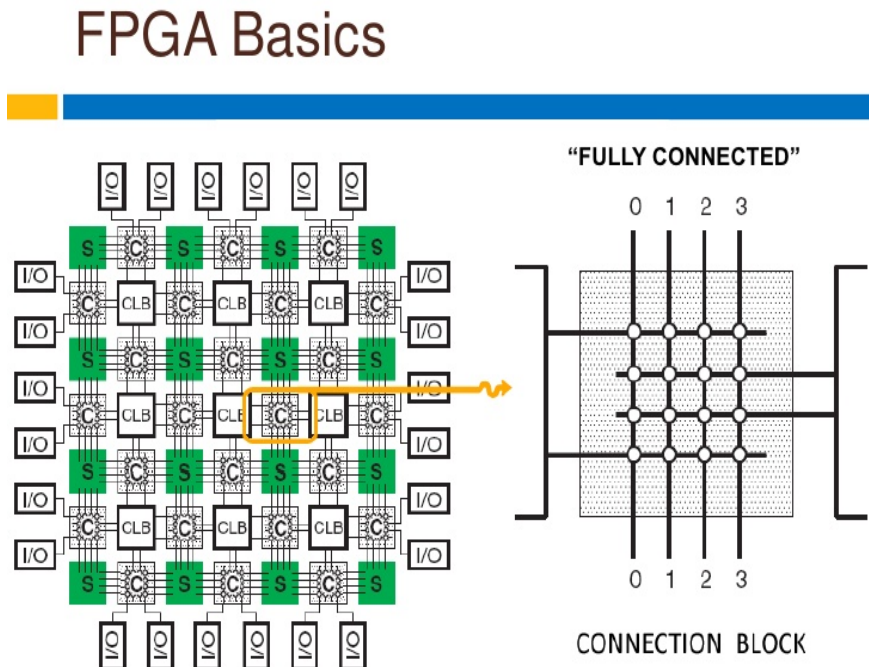 FPGA Basics
"FULLY CONNECTED"
0 1 2 3
I/O I/O I/O I/O I/O I/O
S C S C S C S
I/O I/O
C CLB C CLB C CLB C
I/O I/O
S C S C S C S
I/O I/O
C CLB C CLB C CLB C
I/O I/O
S C S C S C S
I/O I/O
C CLB C CLB C CLB C
I/O I/O
S C S C S C S
I/O I/O I/O I/O I/O I/O
0 1 2 3
CONNECTION BLOCK